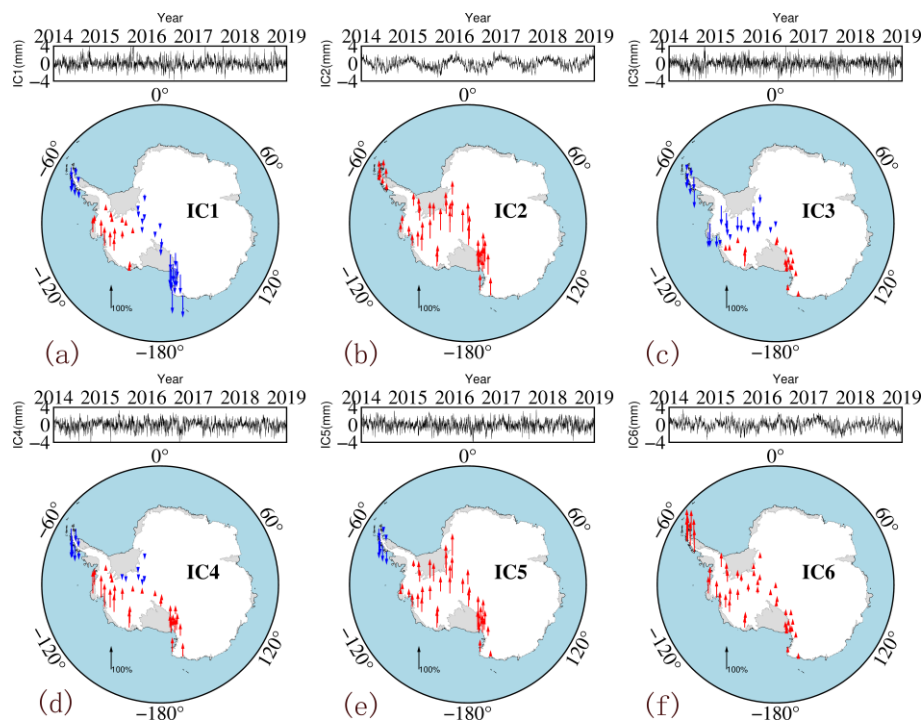 Year Year Year
2014 2015 2016 2017 2018 2019 2014 2015 2016 2017 2018 2019 2014 2015 2016 2017 2018 2019
IC1(mm) 4 0 −4 IC2(mm) 4 0 −4 IC3(mm) 4 0 −4
0° 0° 0°
−60° 60° −60° 60° −60° 60°
IC1 IC2 IC3
−120° 100% 120° −120° 100% 120° −120° 100% 120°
(a) −180° (b) −180° (c) −180°
Year Year Year
2014 2015 2016 2017 2018 2019 2014 2015 2016 2017 2018 2019 2014 2015 2016 2017 2018 2019
IC4(mm) 4 0 −4 IC5(mm) 4 0 −4 IC6(mm) 4 0 −4
0° 0° 0°
−60° 60° −60° 60° −60° 60°
IC4 IC5 IC6
−120° 100% 120° −120° 100% 120° −120° 100% 120°
(d) −180° (e) −180° (f) −180°